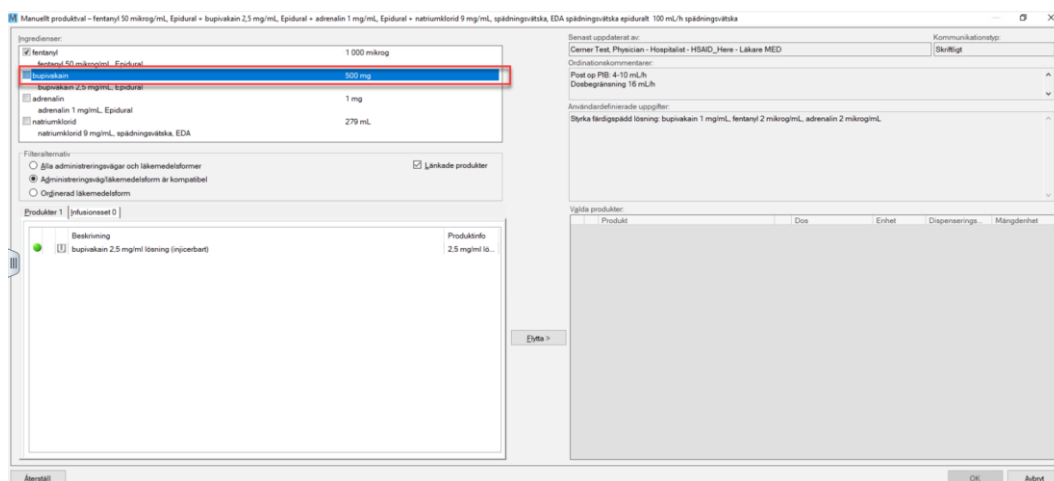 M Manuellt produktval – fentanyl 50 mikrog/mL, Epidural + bupivakain 2,5 mg/mL, Epidural + adrenalin 1 mg/mL, Epidural + natriumklorid 9 mg/mL, spädningsvätska, EDA spädningsvätska epiduralt 100 mL/h spädningsvätska
Ingredienser:
fentanyl 1 000 mikrog
fentanyl 50 mikrog/mL, Epidural
bupivakain 500 mg
bupivakain 2,5 mg/mL, Epidural
adrenalin 1 mg
adrenalin 1 mg/mL, Epidural
natriumklorid 279 mL
natriumklorid 9 mg/mL, spädningsvätska, EDA
Filteralternativ
Alla administreringsvägar och läkemedelsformer
Länkade produkter
Administreringsväg/läkemedelsform är kompatibel
Ordinerad läkemedelsform
Produkter 1 Infusionsset 0
Beskrivning Produktinfo
bupivakain 2,5 mg/ml lösning (injicerbart) 2,5 mg/ml lö...
Flytta >
Senast uppdaterat av: Kommunikationstyp:
Cerner Test, Physician - Hospitalist - HSAID_Here - Läkare MED Skriftligt
Ordinationskommentarer:
Post op PIB: 4-10 mL/h
Dosbegränsning 16 mL/h
Användardefinierade uppgifter:
Styrka färdigspädd lösning: bupivakain 1 mg/mL, fentanyl 2 mikrog/mL, adrenalin 2 mikrog/mL
Valda produkter:
Produkt Dos Enhet Dispenserings... Mängdenhet
Återställ OK Avbryt